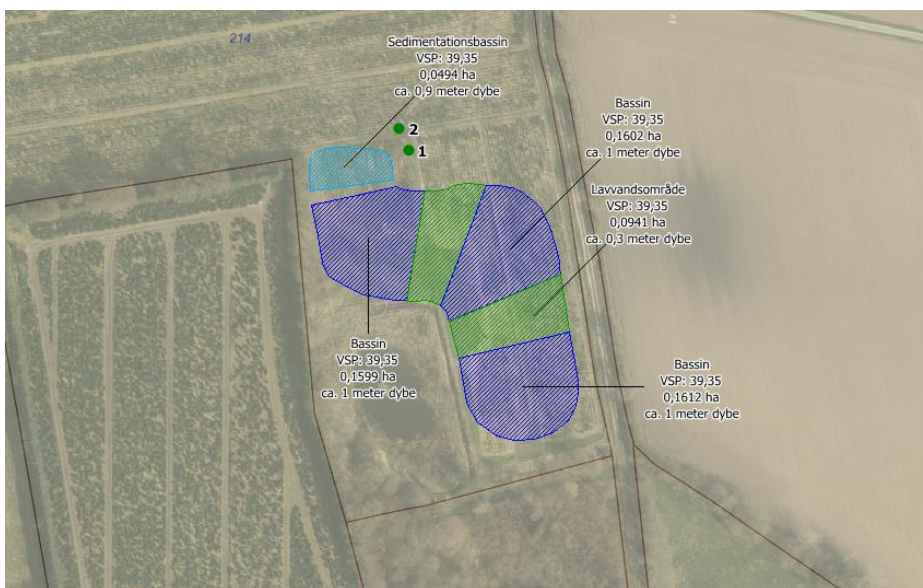 214
Sedimentationsbassin
VSP: 39,35
0,0494 ha
ca. 0,9 meter dybe
2
1
Bassin
VSP: 39,35
0,1602 ha
ca. 1 meter dybe
Lavvandsområde
VSP: 39,35
0,0941 ha
ca. 0,3 meter dybe
Bassin
VSP: 39,35
0,1599 ha
ca. 1 meter dybe
Bassin
VSP: 39,35
0,1612 ha
ca. 1 meter dybe